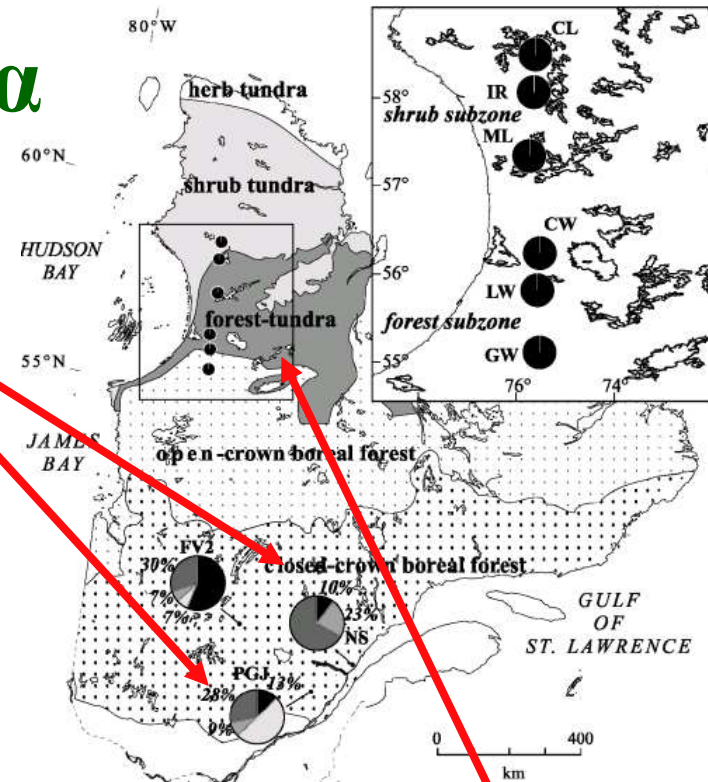 80°W
α
herb tundra
60°N
shrub tundra
HUDSON
BAY
forest-tundra
55°N
JAMES
BAY
open-crown boreal forest
closed-crown boreal forest
FV2
30%
7%
7%
10%
23%
NS
PGJ
13%
28%
9%
GULF
OF
ST. LAWRENCE
0 400
km
CL
58°
IR
shrub subzone
ML
57°
CW
56°
LW
forest subzone
GW
55°
76° 74°